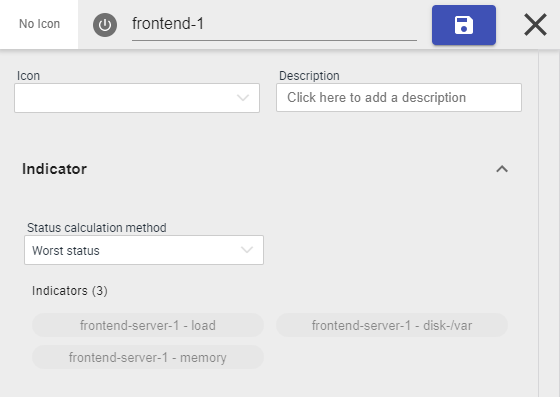 No Icon
frontend-1
Icon
Description
Click here to add a description
Indicator
Status calculation method
Worst status
Indicators (3)
frontend-server-1 - load
frontend-server-1 - disk-/var
frontend-server-1 - memory